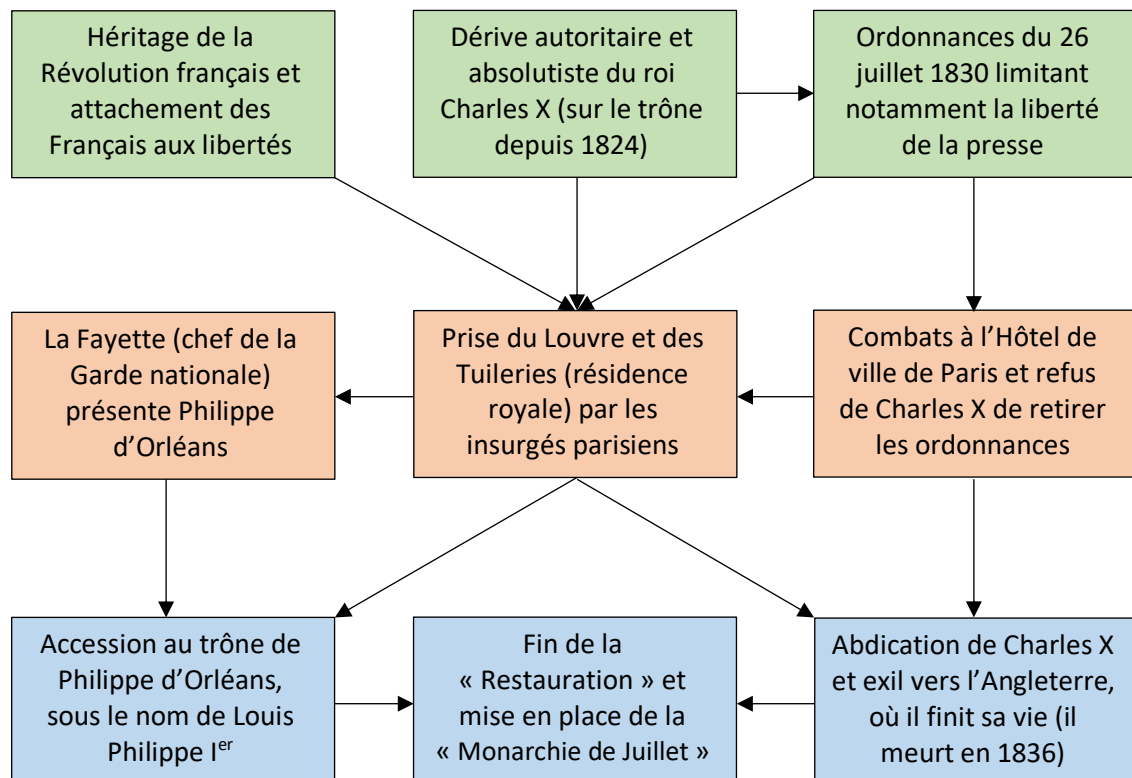 Héritage de la
Révolution français et
attachement des
Français aux libertés
Dérive autoritaire et
absolutiste du roi
Charles X (sur le trône
depuis 1824)
Ordonnances du 26
juillet 1830 limitant
notamment la liberté
de la presse
La Fayette (chef de la
Garde nationale)
présente Philippe
d’Orléans
Prise du Louvre et des
Tuileries (résidence
royale) par les
insurgés parisiens
Combats à l’Hôtel de
ville de Paris et refus
de Charles X de retirer
les ordonnances
Accession au trône de
Philippe d’Orléans,
sous le nom de Louis
Philippe Ier
Fin de la
« Restauration » et
mise en place de la
« Monarchie de Juillet »
Abdication de Charles X
et exil vers l’Angleterre,
où il finit sa vie (il
meurt en 1836)